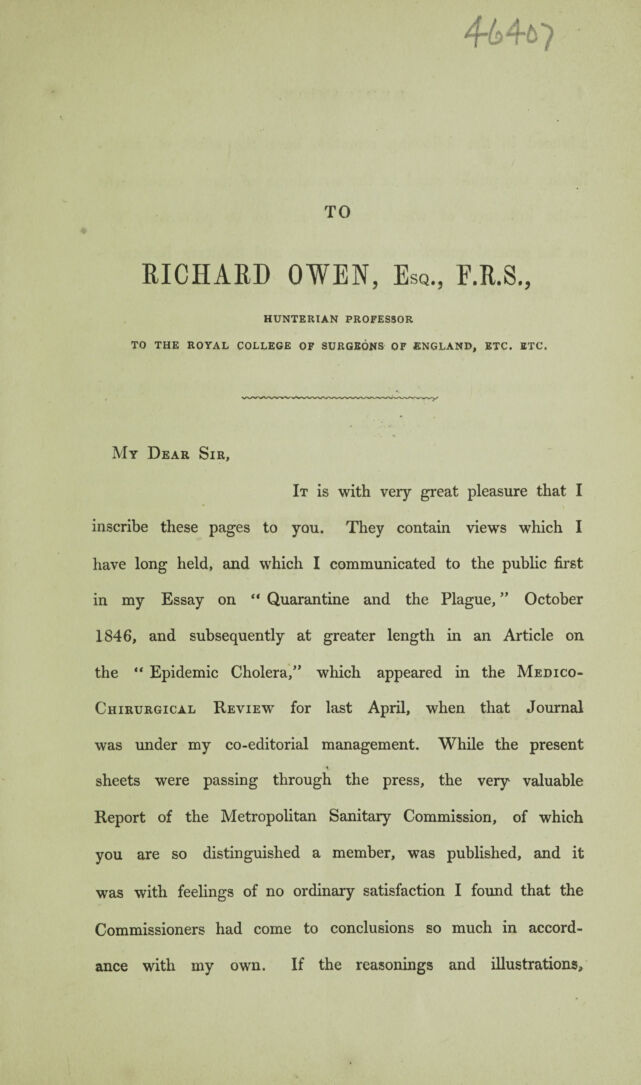 46407
TO
RICHARD OWEN, Esq., F.R.S.,
HUNTERIAN PROFESSOR
TO THE ROYAL COLLEGE OF SURGEONS OF ENGLAND, ETC. ETC.
My Dear Sir,
It is with very great pleasure that I
inscribe these pages to you. They contain views which I
have long held, and which I communicated to the public first
in my Essay on “ Quarantine and the Plague, ” October
1846, and subsequently at greater length in an Article on
the “ Epidemic Cholera,” which appeared in the Medico-
Chirurgical Review for last April, when that Journal
was under my co-editorial management. While the present
sheets were passing through the press, the very valuable
Report of the Metropolitan Sanitary Commission, of which
you are so distinguished a member, was published, and it
was with feelings of no ordinary satisfaction I found that the
Commissioners had come to conclusions so much in accord-
ance with my own. If the reasonings and illustrations,